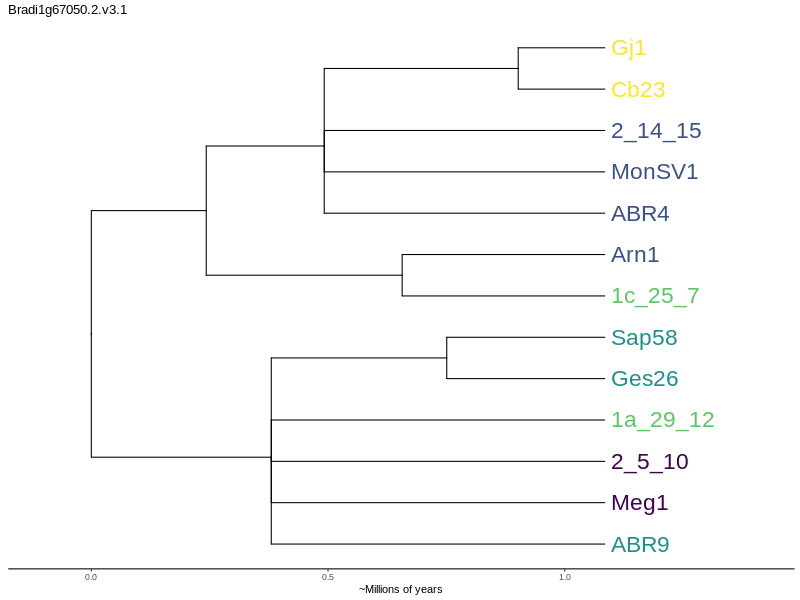 Bradi1g67050.2.v3.1
Gj1
Cb23
2_14_15
MonSV1
ABR4
Arn1
1c_25_7
Sap58
Ges26
1a_29_12
2_5_10
Meg1
ABR9
0.0 0.5 1.0
~Millions of years